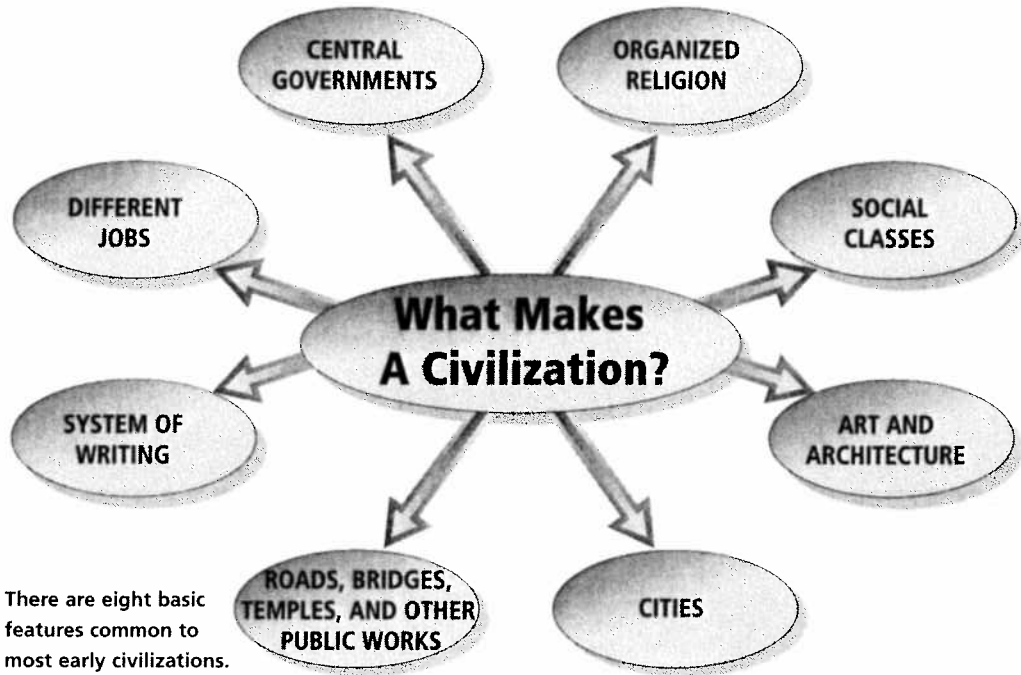 CENTRAL
GOVERNMENTS
ORGANIZED
RELIGION
DIFFERENT
JOBS
SOCIAL
CLASSES
What Makes
A Civilization?
SYSTEM OF
WRITING
ART AND
ARCHITECTURE
ROADS, BRIDGES,
TEMPLES, AND OTHER
PUBLIC WORKS
CITIES
There are eight basic
features common to
most early civilizations.